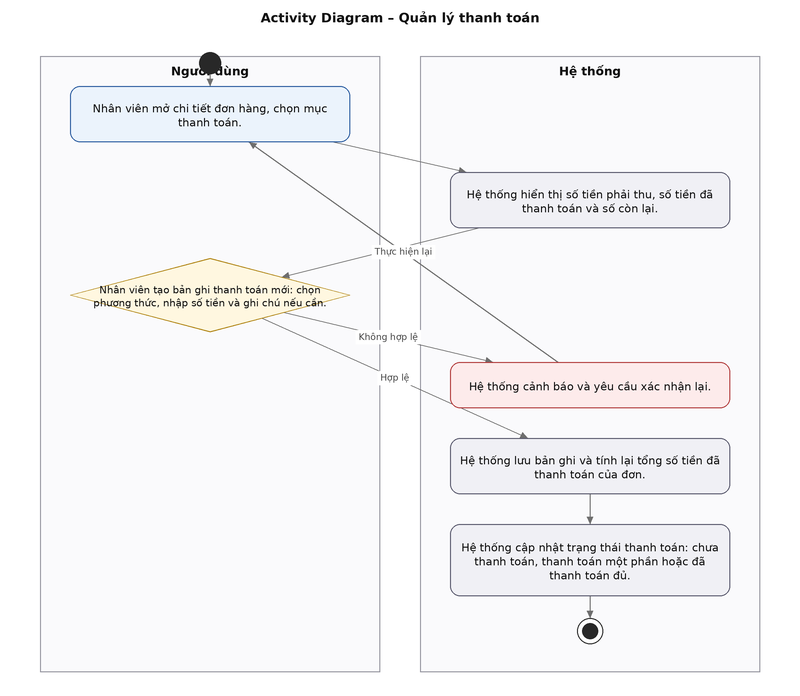 Activity Diagram – Quản lý thanh toán
Người dùng
Hệ thống
Nhân viên mở chi tiết đơn hàng, chọn mục
thanh toán.
Hệ thống hiển thị số tiền phải thu, số tiền đã
thanh toán và số còn lại.
Thực hiện lại
Nhân viên tạo bản ghi thanh toán mới: chọn
phương thức, nhập số tiền và ghi chú nếu cần.
Không hợp lệ
Hợp lệ
Hệ thống cảnh báo và yêu cầu xác nhận lại.
Hệ thống lưu bản ghi và tính lại tổng số tiền đã
thanh toán của đơn.
Hệ thống cập nhật trạng thái thanh toán: chưa
thanh toán, thanh toán một phần hoặc đã
thanh toán đủ.